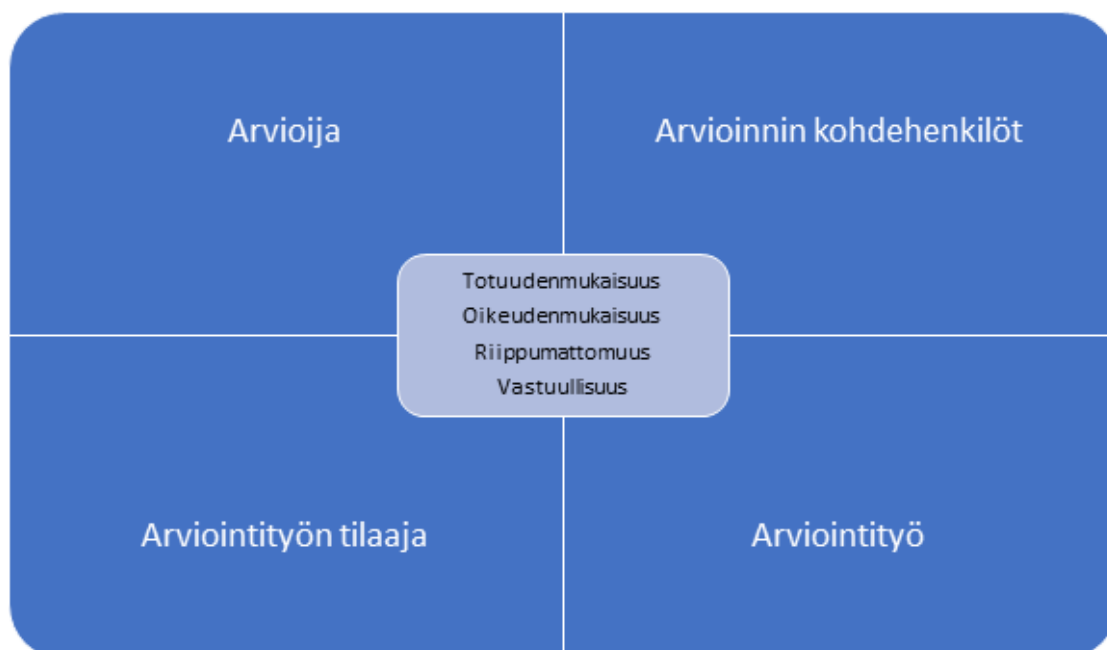 Arvioija
Arvioinnin kohdehenkilöt
Totuudenmukaisuus
Oikeudenmukaisuus
Riippumattomuus
Vastuullisuus
Arviointityön tilaaja
Arviointityö